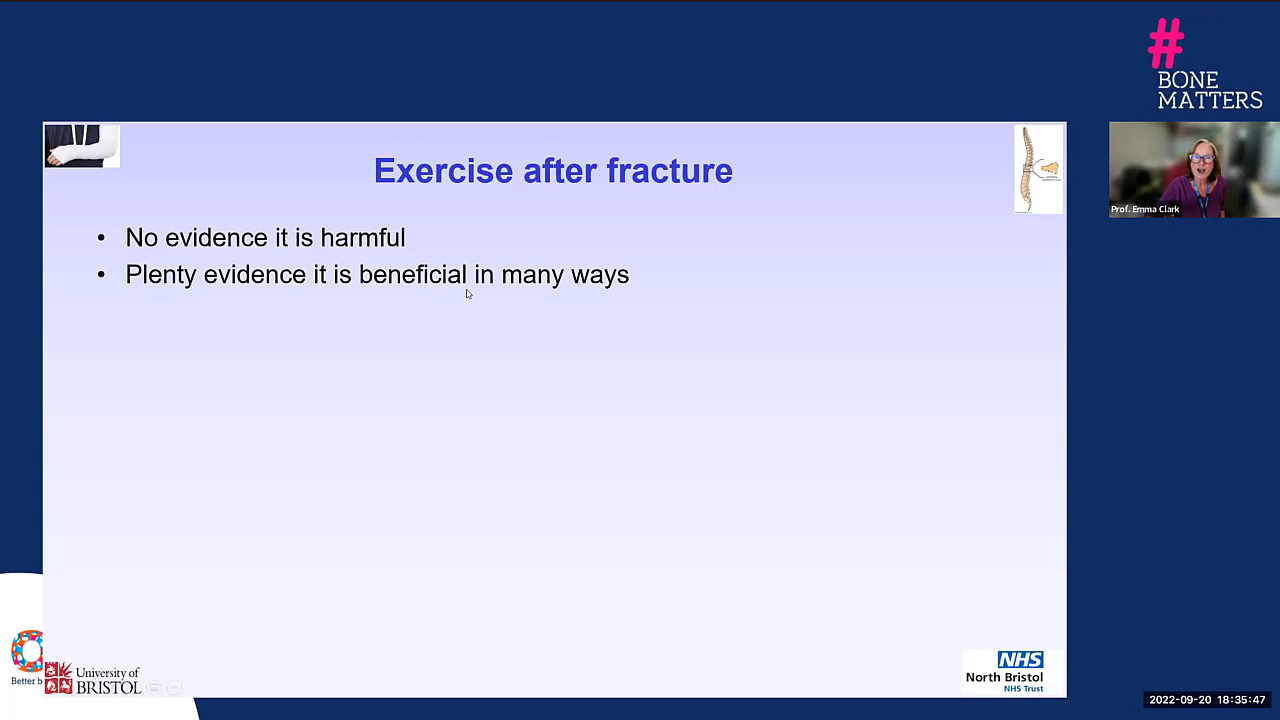 #
BONE
MATTERS
Exercise after fracture
• No evidence it is harmful
• Plenty evidence it is beneficial in many ways
Prof. Emma Clark
Better b
University of
BRISTOL
NHS
North Bristol
NHS Trust
2022-09-20 18:35:47